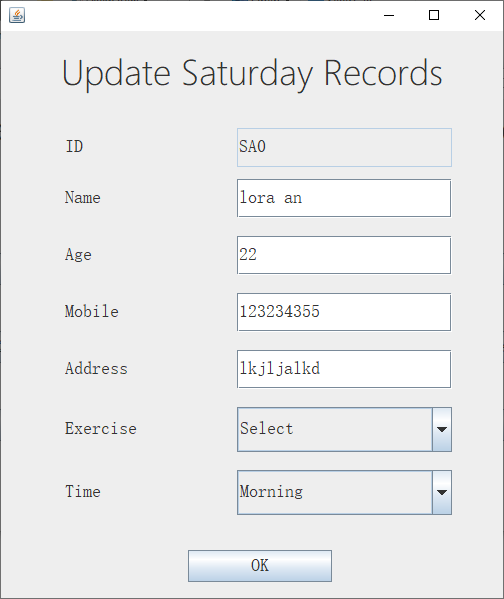 Update Saturday Records
ID SA0
Name lora an
Age 22
Mobile 123234355
Address lkjljalkd
Exercise Select
Time Morning
OK